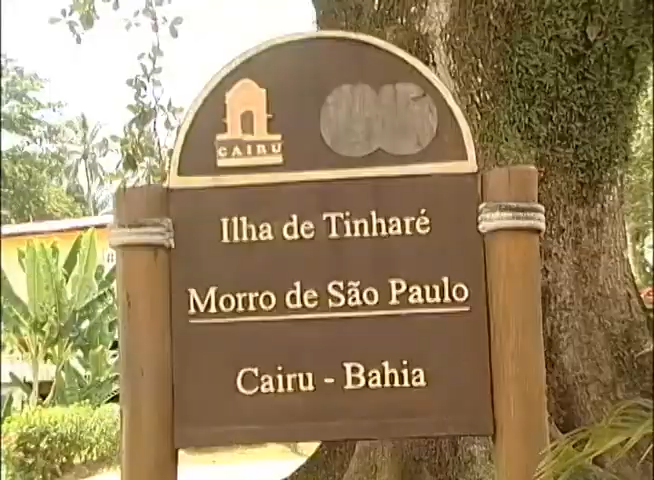 CAIRU
Ilha de Tinharé
Morro de São Paulo
Cairu - Bahia